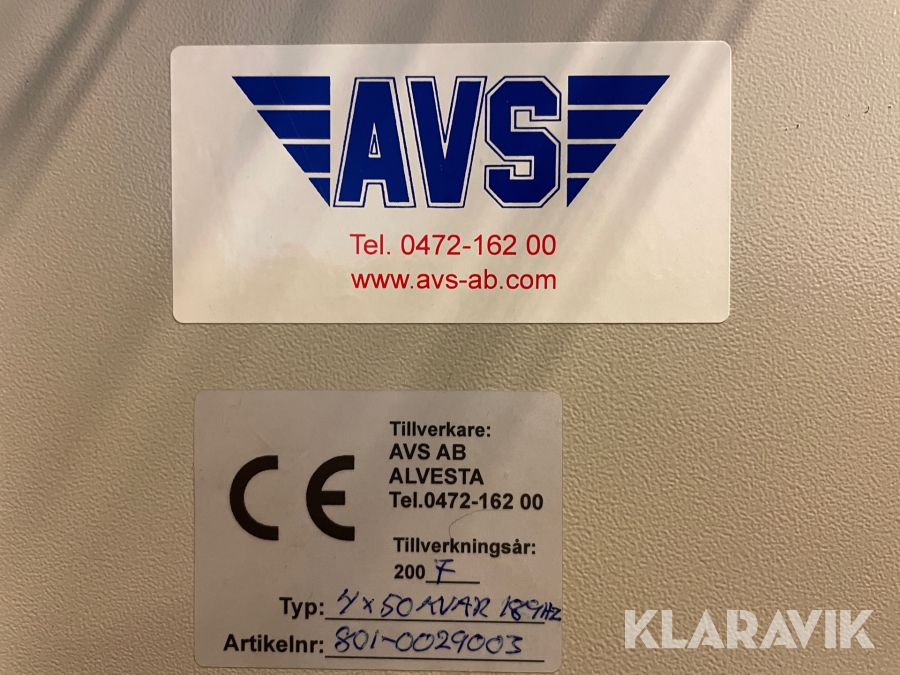 AVS
Tel. 0472-162 00
www.avs-ab.com
Tillverkare:
AVS AB
ALVESTA
Tel.0472-162 00
CE
Tillverkningsår:
2007
Typ: 4x50 KVAR 189HZ
Artikelnr: 801-0029003
KLARAVIK